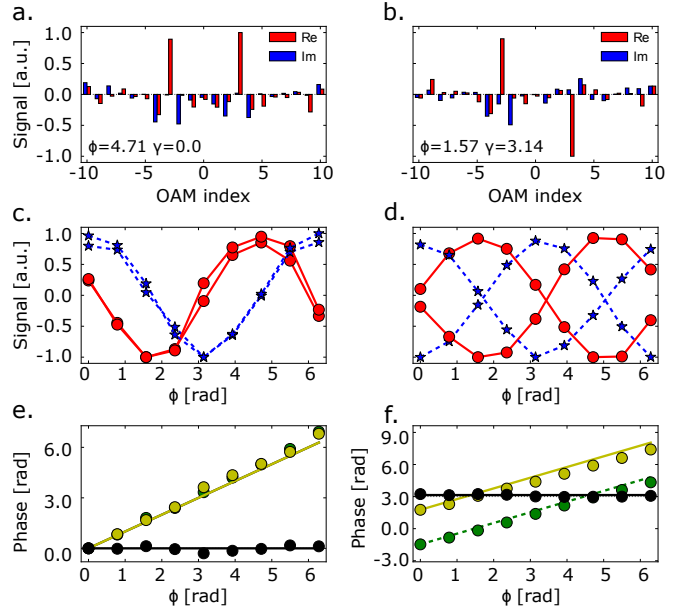 a.
b.
Signal [a.u.]
1.0
0.5
0.0
-0.5
-1.0
Re
Im
ϕ=4.71 γ=0.0
-10 -5 0 5 10
OAM index
Re
Im
ϕ=1.57 γ=3.14
-10 -5 0 5 10
OAM index
c.
d.
Signal [a.u.]
1.0
0.5
0.0
-0.5
-1.0
0 1 2 3 4 5 6
ϕ [rad]
0 1 2 3 4 5 6
ϕ [rad]
e.
f.
Phase [rad]
6.0
3.0
0.0
0 1 2 3 4 5 6
ϕ [rad]
Phase [rad]
9.0
6.0
3.0
0.0
-3.0
0 1 2 3 4 5 6
ϕ [rad]